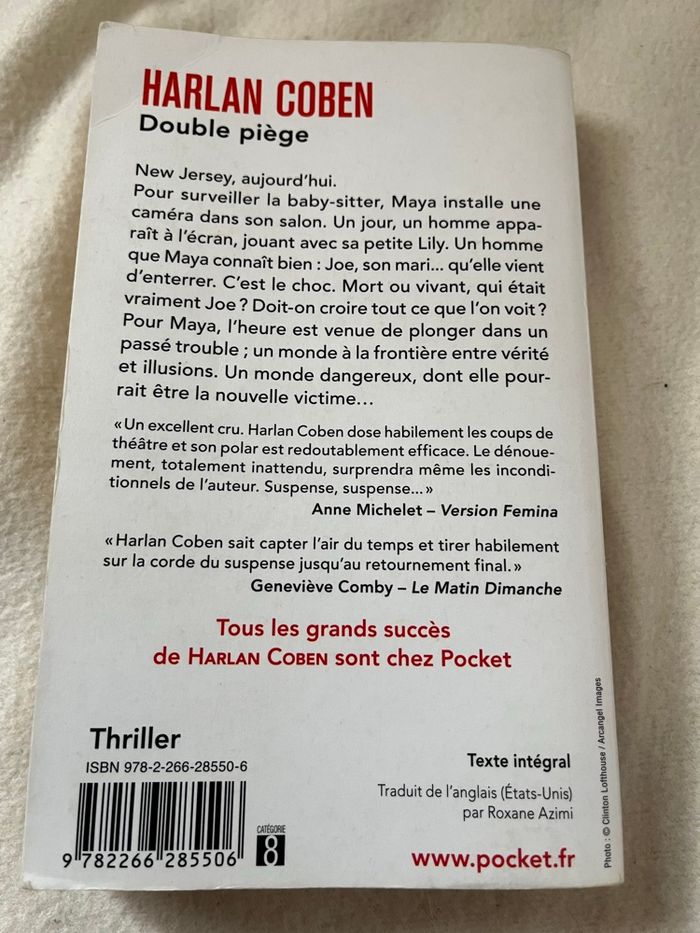 HARLAN COBEN
Double piège
New Jersey, aujourd'hui.
Pour surveiller la baby-sitter, Maya installe une
caméra dans son salon. Un jour, un homme appa-
raît à l'écran, jouant avec sa petite Lily. Un homme
que Maya connaît bien : Joe, son mari... qu'elle vient
d'enterrer. C'est le choc. Mort ou vivant, qui était
vraiment Joe ? Doit-on croire tout ce que l'on voit ?
Pour Maya, l'heure est venue de plonger dans un
passé trouble ; un monde à la frontière entre vérité
et illusions. Un monde dangereux, dont elle pour-
rait être la nouvelle victime...
« Un excellent cru. Harlan Coben dose habilement les coups de
théâtre et son polar est redoutablement efficace. Le dénoue-
ment, totalement inattendu, surprendra même les incondi-
tionnels de l'auteur. Suspense, suspense... »
Anne Michelet – Version Femina
« Harlan Coben sait capter l'air du temps et tirer habilement
sur la corde du suspense jusqu'au retournement final. »
Geneviève Comby – Le Matin Dimanche
Tous les grands succès
de HARLAN COBEN sont chez Pocket
Thriller
ISBN 978-2-266-28550-6
9 782266 285506
CATÉGORIE
8
Texte intégral
Traduit de l'anglais (États-Unis)
par Roxane Azimi
www.pocket.fr
Photo : © Clinton Lofthouse / Arcangel Images